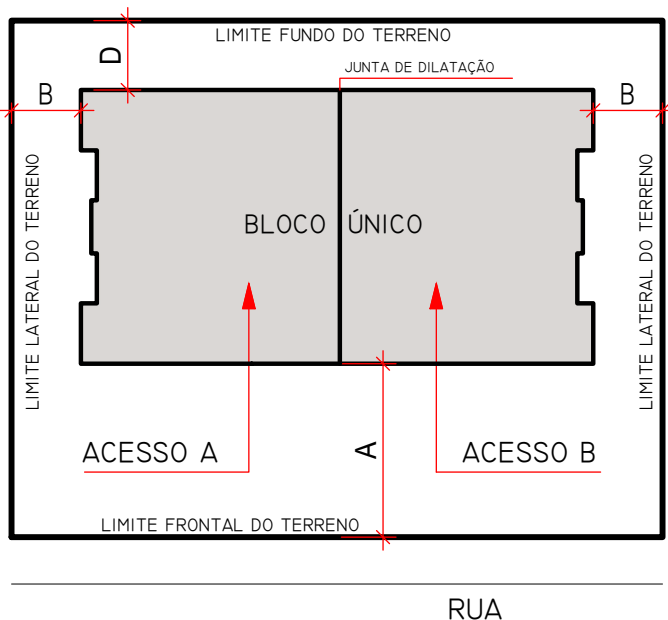 LIMITE FUNDO DO TERRENO
D
JUNTA DE DILATAÇÃO
B
B
LIMITE LATERAL DO TERRENO
LIMITE LATERAL DO TERRENO
BLOCO ÚNICO
ACESSO A
A
ACESSO B
LIMITE FRONTAL DO TERRENO
RUA